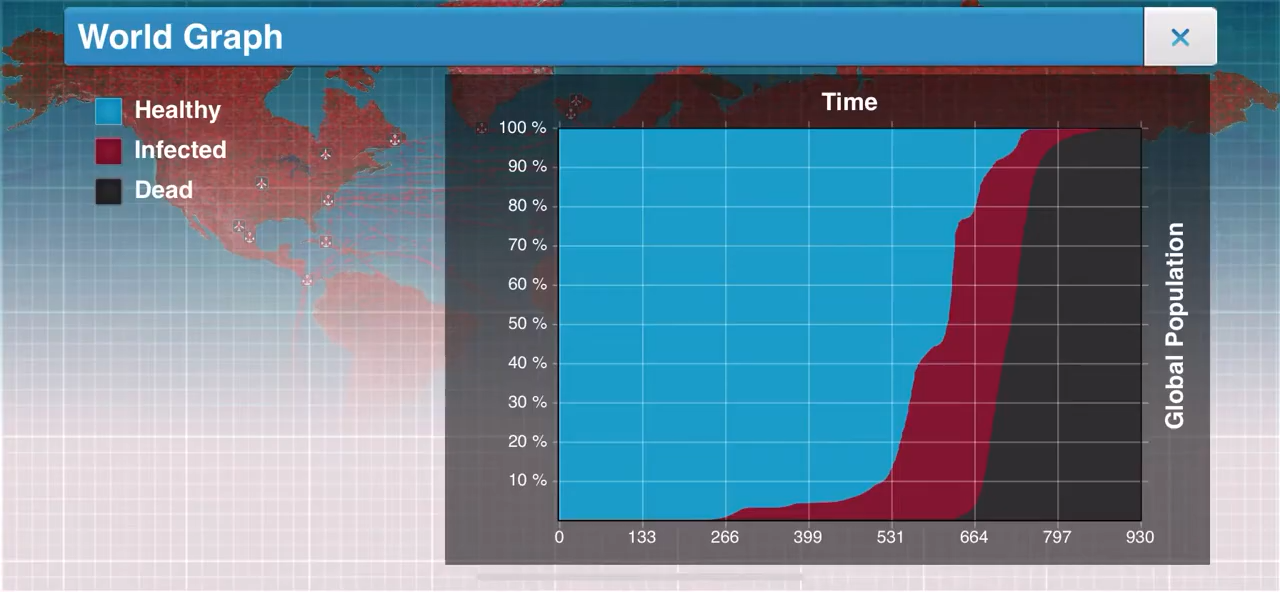 World Graph
×
Healthy
Infected
Dead
Time
100 %
90 %
80 %
70 %
60 %
50 %
40 %
30 %
20 %
10 %
0 133 266 399 531 664 797 930
Global Population